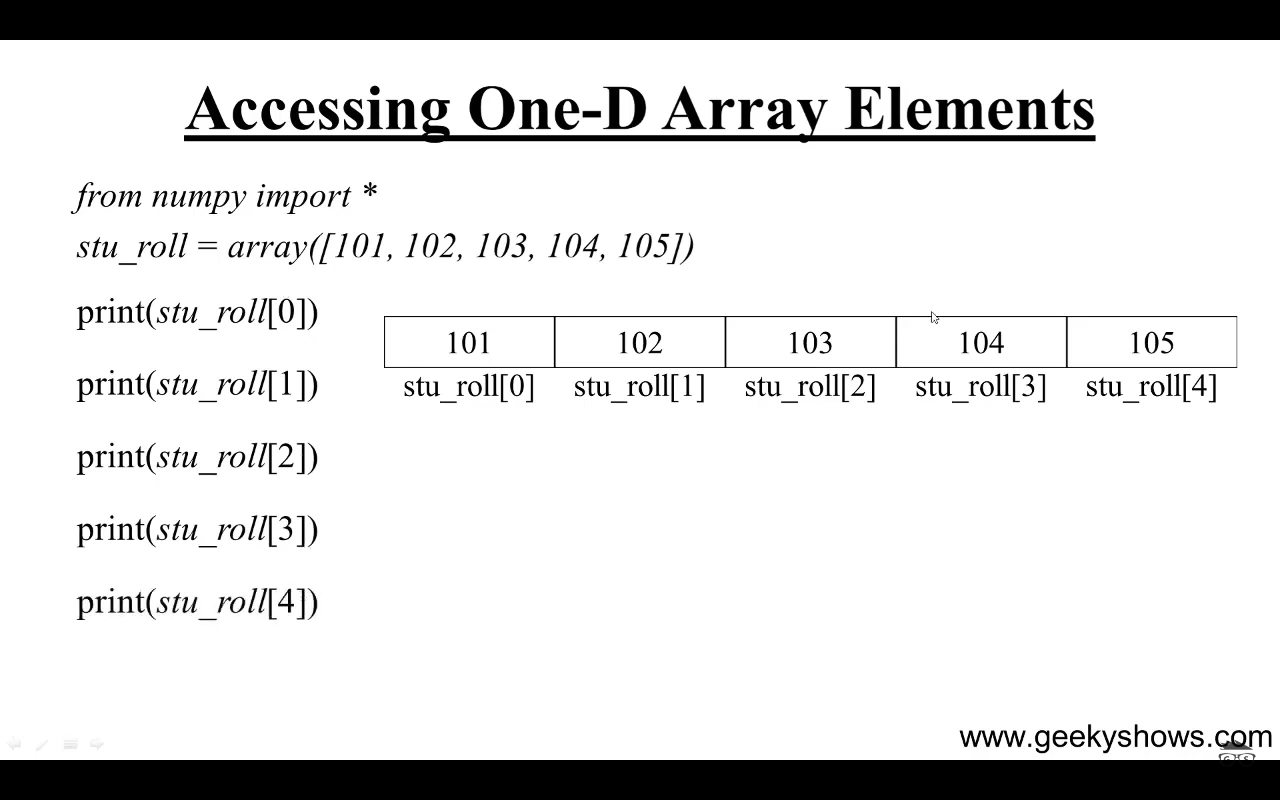 Accessing One-D Array Elements
from numpy import *
stu_roll = array([101, 102, 103, 104, 105])
print(stu_roll[0])
101 102 103 104 105
print(stu_roll[1])
stu_roll[0] stu_roll[1] stu_roll[2] stu_roll[3] stu_roll[4]
print(stu_roll[2])
print(stu_roll[3])
print(stu_roll[4])
www.geekyshows.com